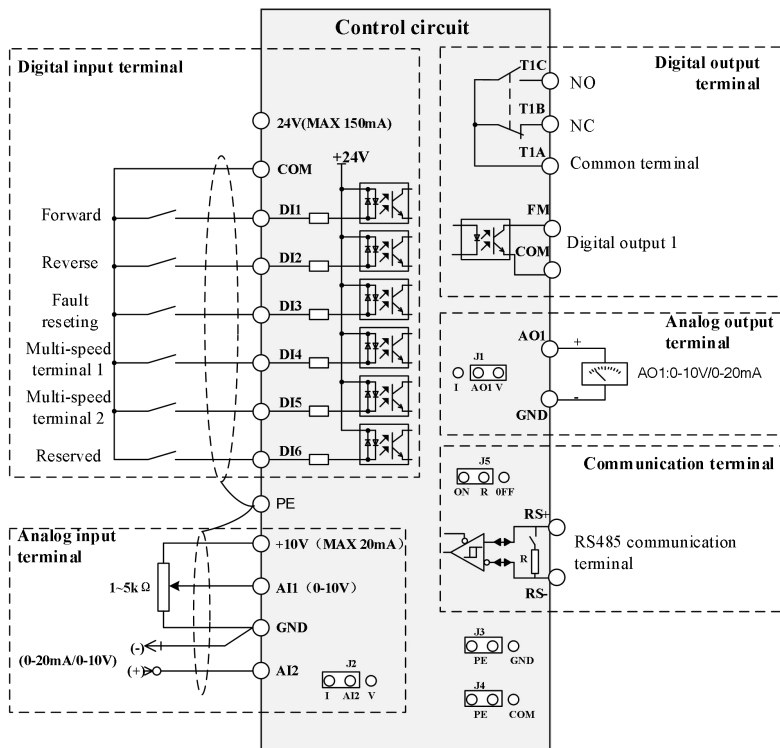 Control circuit
Digital input terminal
24V(MAX 150mA)
COM
+24V
Forward
DI1
Reverse
DI2
Fault
reseting
DI3
Multi-speed
terminal 1
DI4
Multi-speed
terminal 2
DI5
Reserved
DI6
PE
Analog input
terminal
+10V（MAX 20mA）
1~5k Ω
AI1（0-10V）
GND
(-)
(0-20mA/0-10V)
(+)
AI2
J2
I AI2 V
Digital output
terminal
T1C
NO
T1B
NC
T1A
Common terminal
FM
Digital output 1
COM
Analog output
terminal
AO1
+
J1
I AO1 V
AO1:0-10V/0-20mA
-
GND
Communication terminal
J5
ON R 0FF
RS+
R
RS485 communication
terminal
RS-
J3
PE GND
J4
PE COM